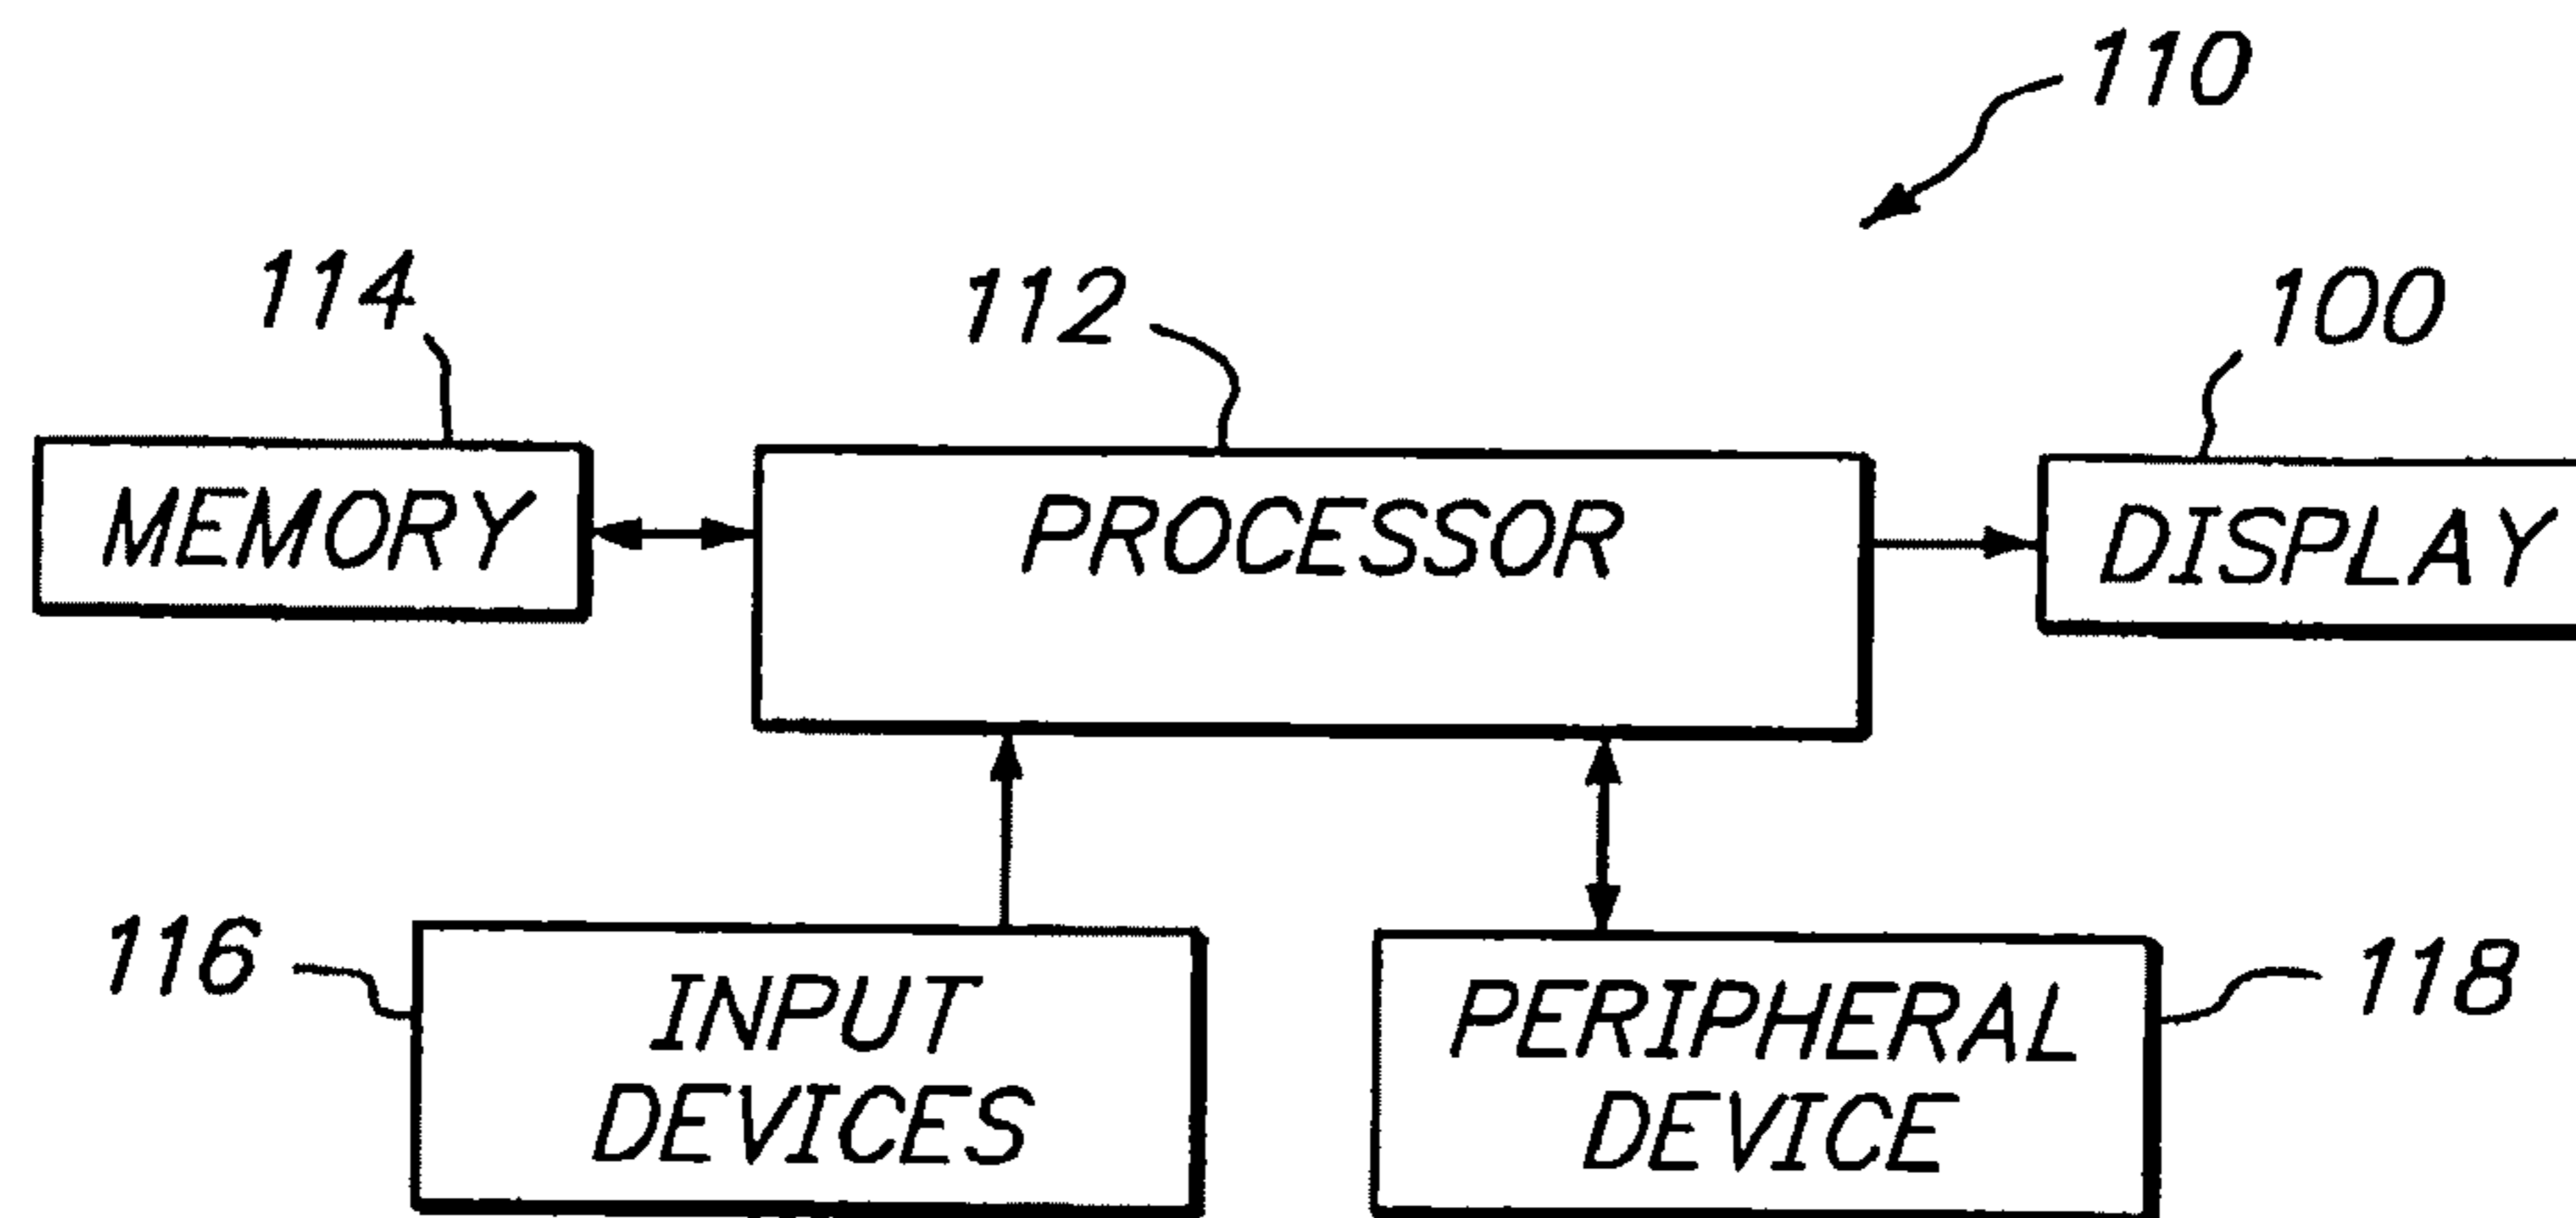 110
114
112
100
MEMORY
PROCESSOR
DISPLAY
116
INPUT
DEVICES
PERIPHERAL
DEVICE
118